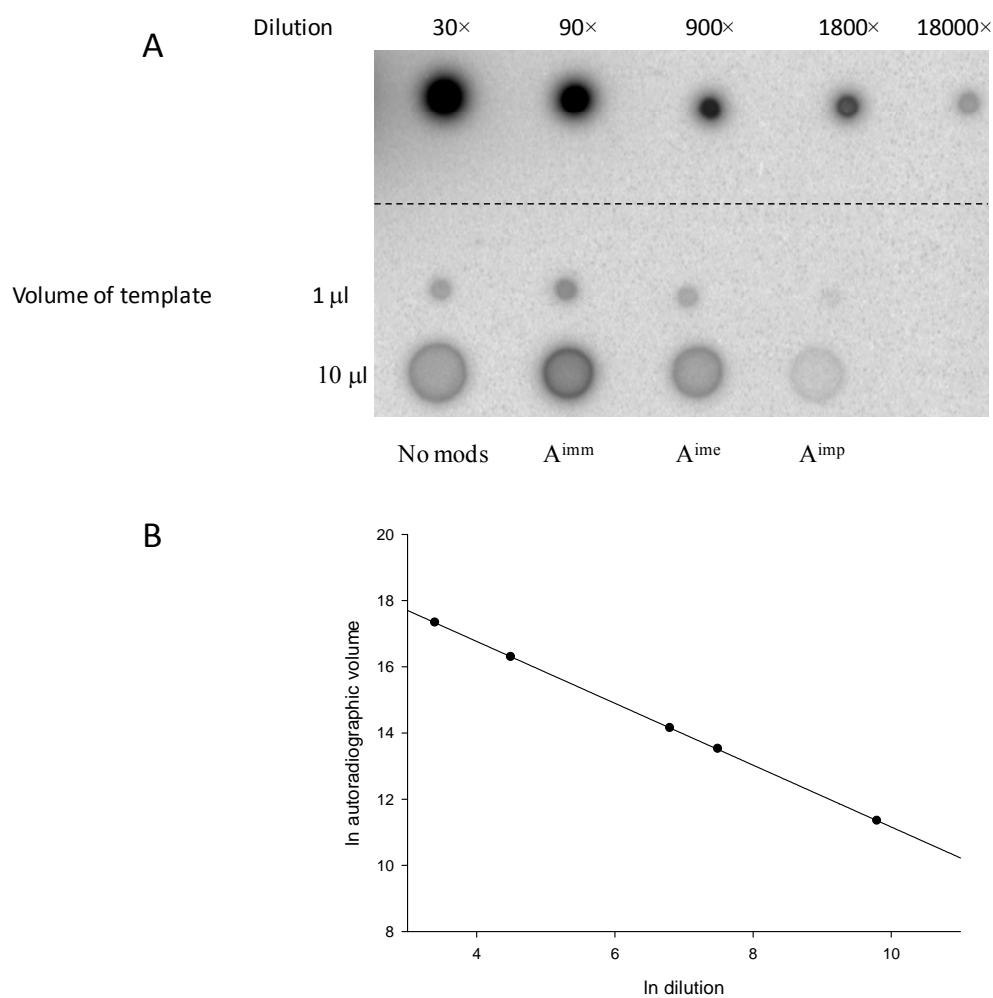 A
Dilution 30× 90× 900× 1800× 18000×
Volume of template 1 µl
10 µl
No mods A^imm A^ime A^imp
B
20
18
16
14
12
10
8
ln autoradiographic volume
4 6 8 10
ln dilution